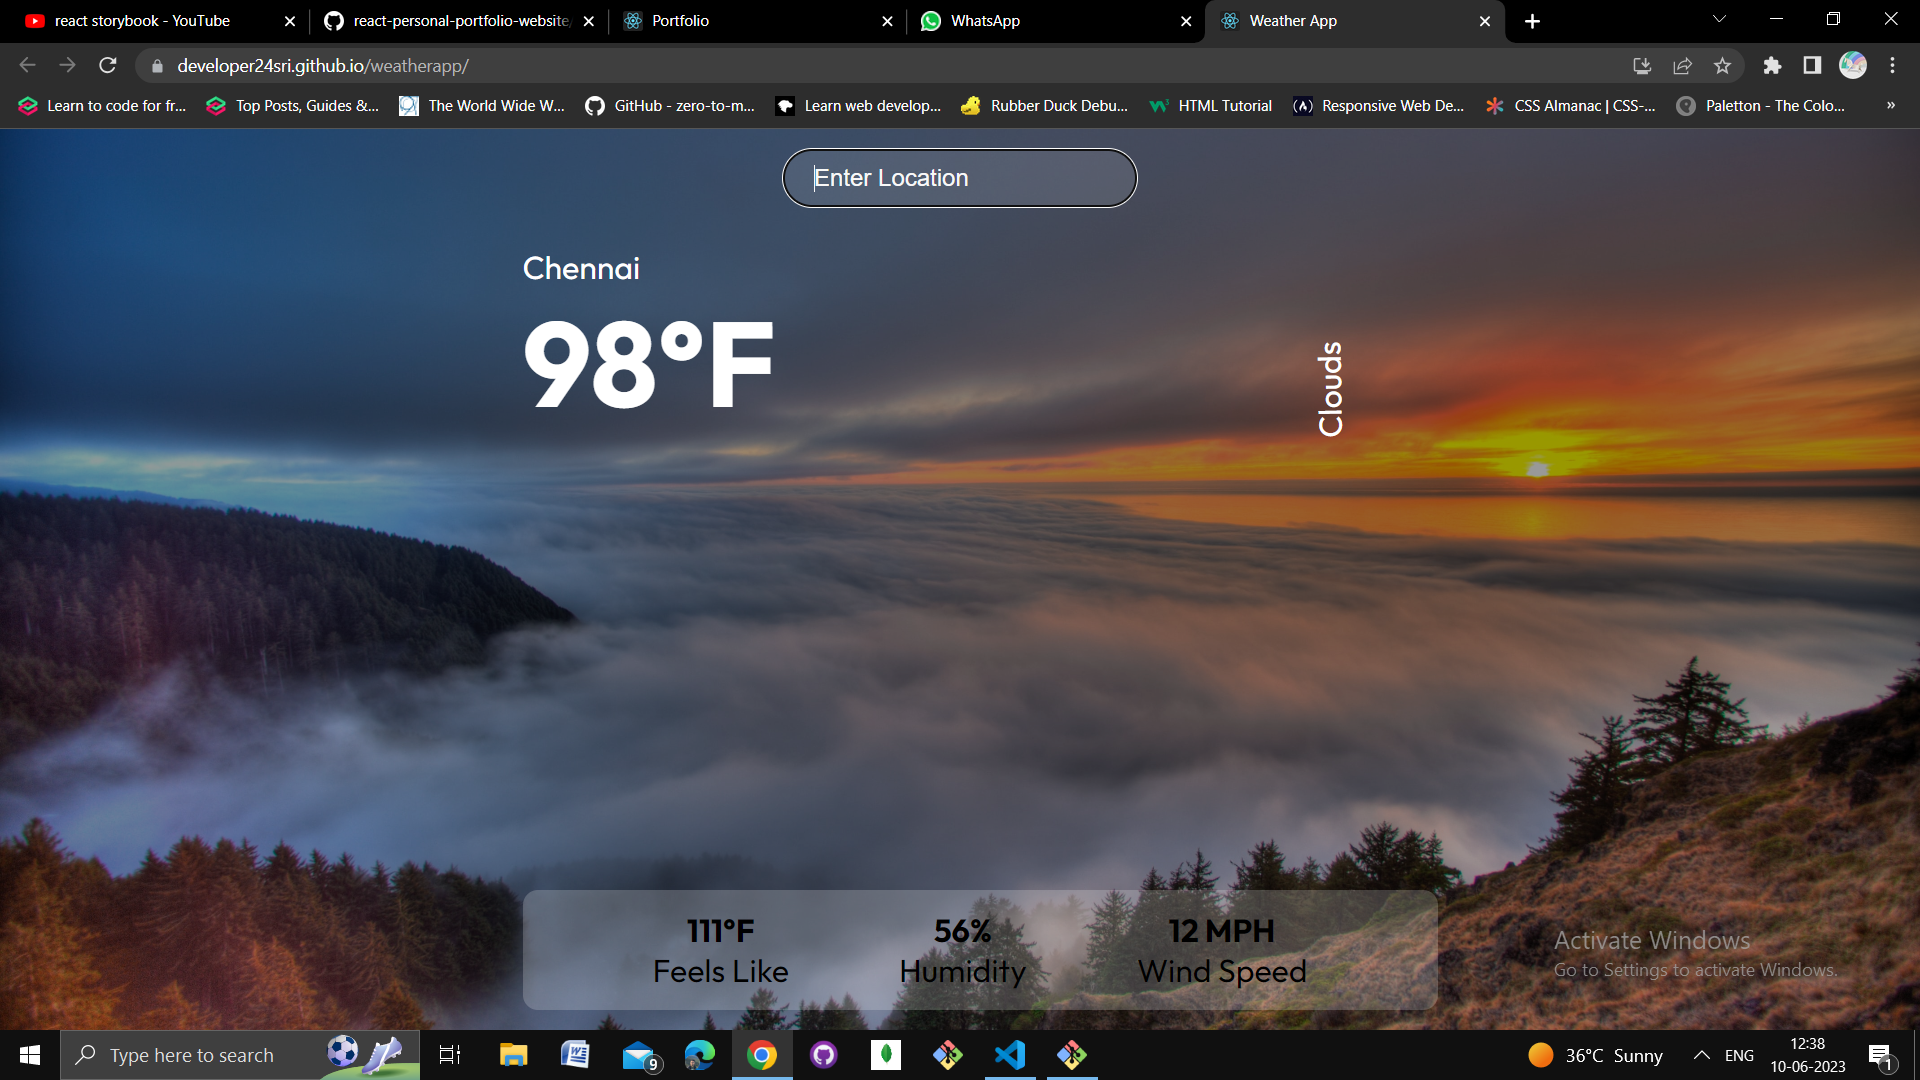 react storybook - YouTube
react-personal-portfolio-website/
Portfolio
WhatsApp
Weather App
developer24sri.github.io/weatherapp/
Learn to code for fr...
Top Posts, Guides &...
The World Wide W...
GitHub - zero-to-m...
Learn web develop...
Rubber Duck Debu...
HTML Tutorial
Responsive Web De...
CSS Almanac | CSS-...
Paletton - The Colo...
»
Enter Location
Chennai
98°F
Clouds
111°F
Feels Like
56%
Humidity
12 MPH
Wind Speed
Activate Windows
Go to Settings to activate Windows.
Type here to search
9
36°C Sunny
ENG
12:38
10-06-2023
1